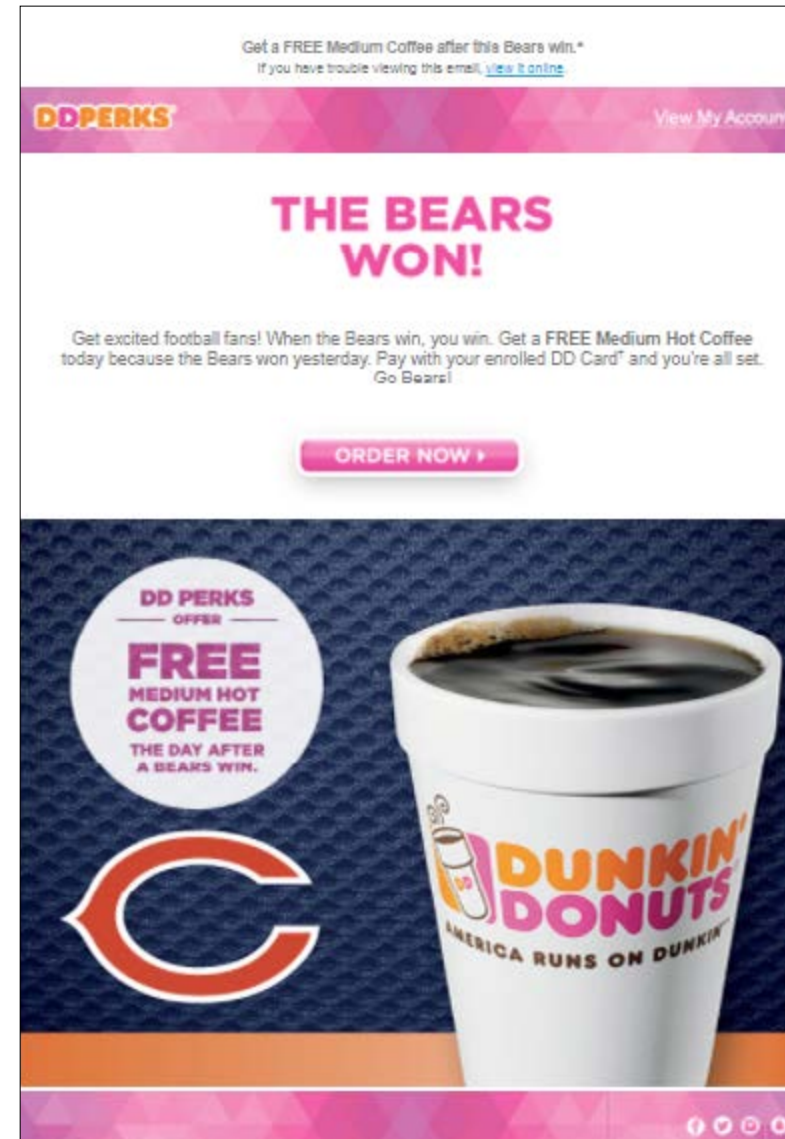 Get a FREE Medium Coffee after this Bears win.*
If you have trouble viewing this email, view it online.
DDPERKS
View My Account
THE BEARS
WON!
Get excited football fans! When the Bears win, you win. Get a FREE Medium Hot Coffee
today because the Bears won yesterday. Pay with your enrolled DD Card® and you're all set.
Go Bears!
ORDER NOW
DD PERKS
OFFER
FREE
MEDIUM HOT
COFFEE
THE DAY AFTER
A BEARS WIN.
C
DD
DUNKIN'
DONUTS®
AMERICA RUNS ON DUNKIN'™